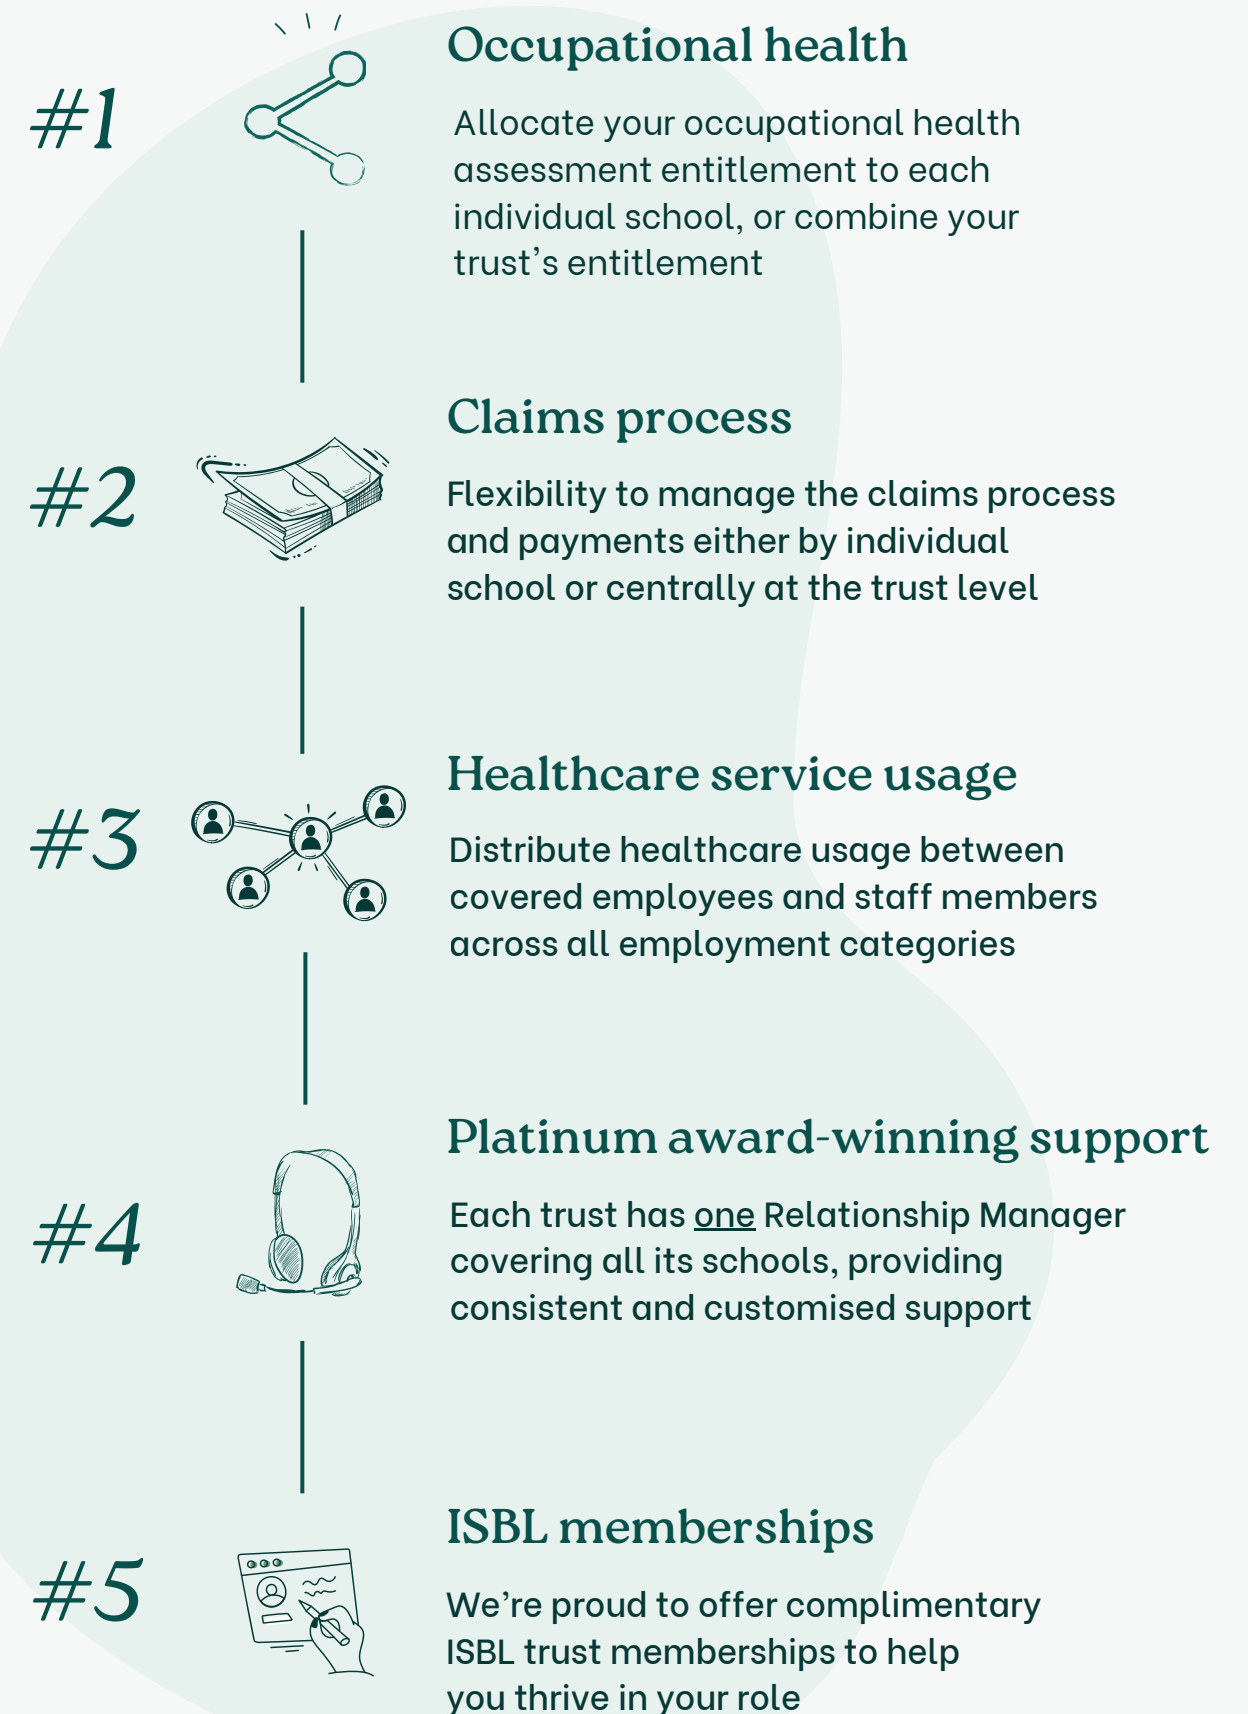 #1
Occupational health
Allocate your occupational health
assessment entitlement to each
individual school, or combine your
trust’s entitlement
#2
Claims process
Flexibility to manage the claims process
and payments either by individual
school or centrally at the trust level
#3
Healthcare service usage
Distribute healthcare usage between
covered employees and staff members
across all employment categories
#4
Platinum award-winning support
Each trust has one Relationship Manager
covering all its schools, providing
consistent and customised support
#5
ISBL memberships
We’re proud to offer complimentary
ISBL trust memberships to help
you thrive in your role